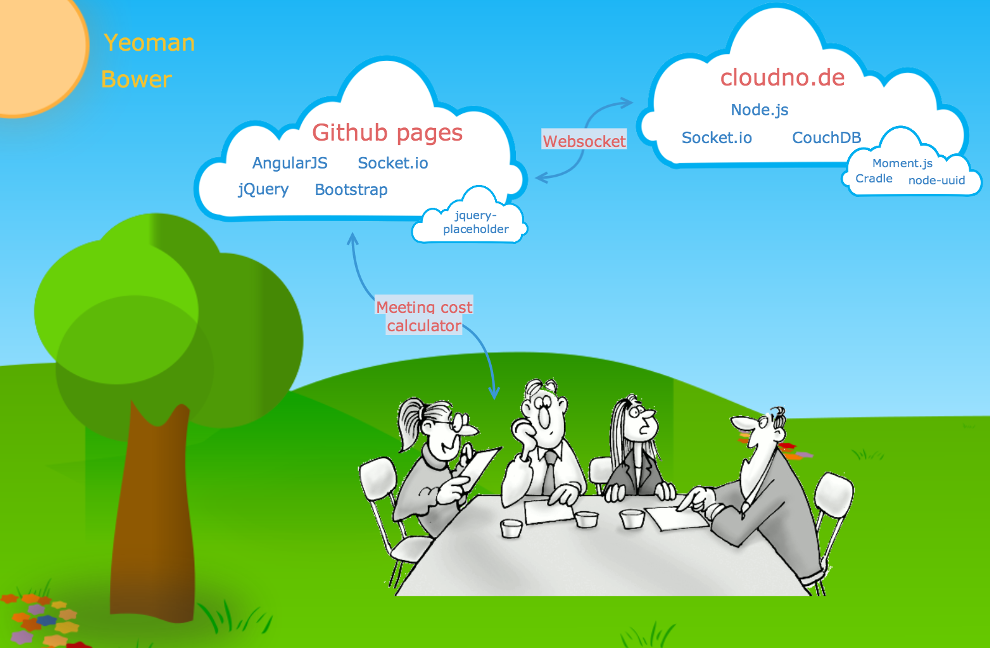 Yeoman
Bower
Github pages
AngularJS Socket.io
jQuery Bootstrap
jquery-
placeholder
Websocket
cloudno.de
Node.js
Socket.io CouchDB
Moment.js
Cradle node-uuid
Meeting cost
calculator